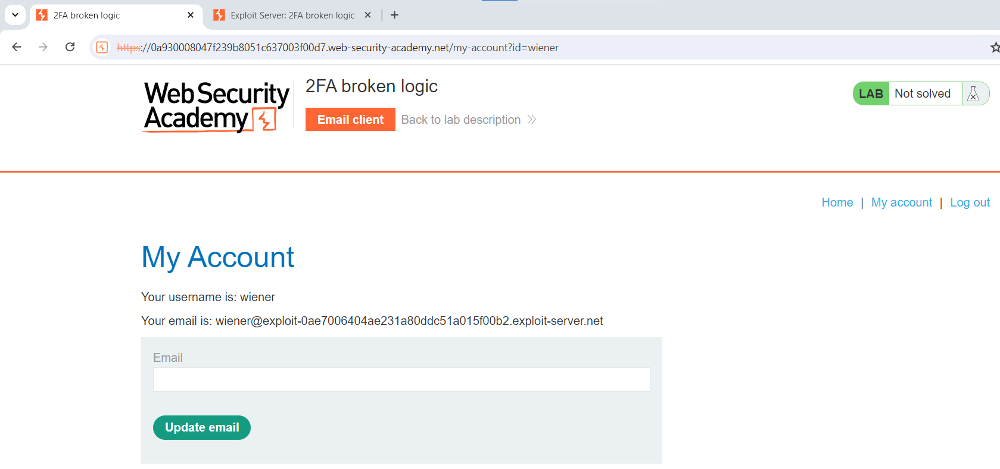 2FA broken logic
Exploit Server: 2FA broken logic
https://0a930008047f239b8051c637003f00d7.web-security-academy.net/my-account?id=wiener
Web Security
Academy
2FA broken logic
Email client
Back to lab description
LAB
Not solved
Home | My account | Log out
My Account
Your username is: wiener
Your email is: wiener@exploit-0ae7006404ae231a80ddc51a015f00b2.exploit-server.net
Email
Update email